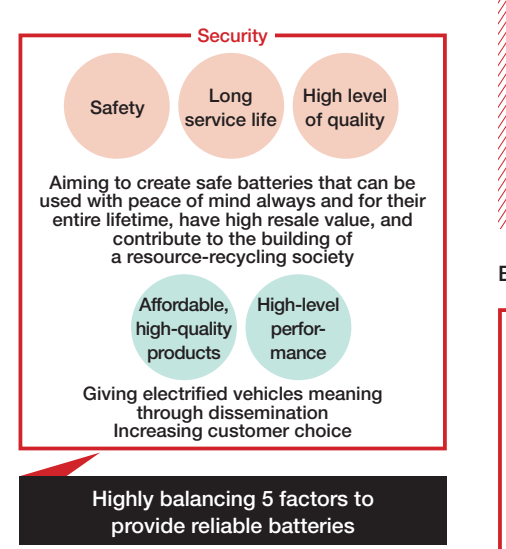 Security
Safety
Long
service life
High level
of quality
Aiming to create safe batteries that can be
used with peace of mind always and for their
entire lifetime, have high resale value, and
contribute to the building of
a resource-recycling society
Affordable,
high-quality
products
High-level
perfor-
mance
Giving electrified vehicles meaning
through dissemination
Increasing customer choice
Highly balancing 5 factors to
provide reliable batteries